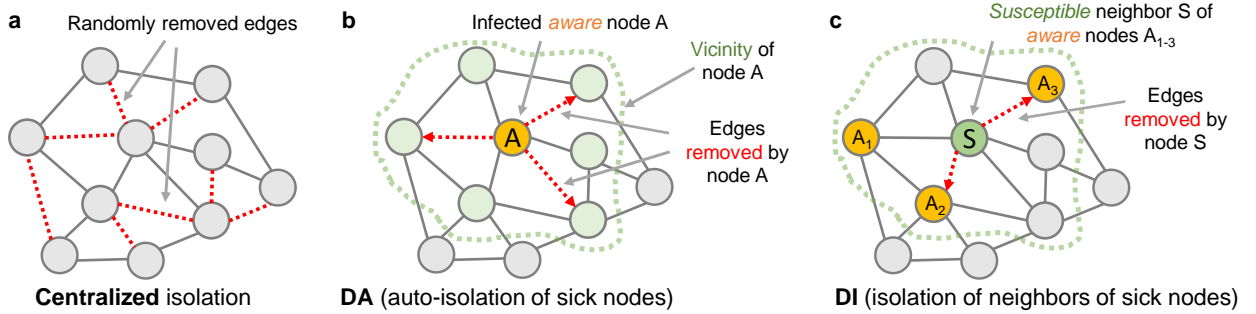 a
Randomly removed edges
Centralized isolation
b
Infected aware node A
Vicinity of
node A
A
Edges
removed by
node A
DA (auto-isolation of sick nodes)
c
Susceptible neighbor S of
aware nodes A1-3
A3
A1
S
A2
Edges
removed by
node S
DI (isolation of neighbors of sick nodes)